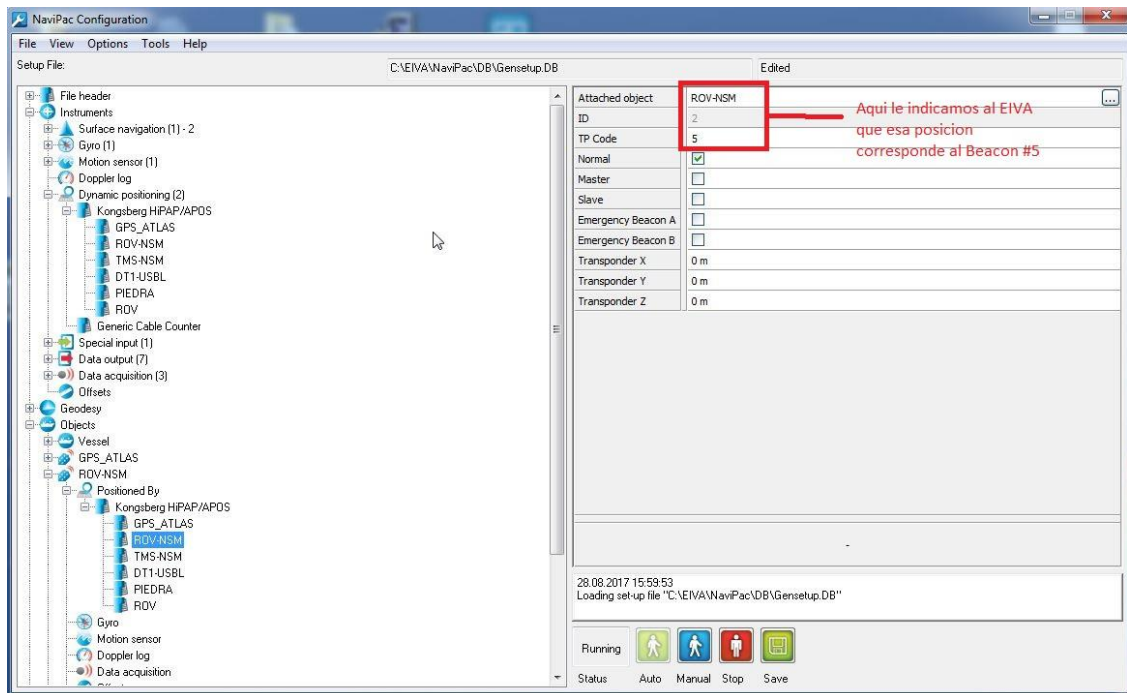 NaviPac Configuration
File View Options Tools Help
Setup File: C:\EIVA\NaviPac\DB\Gensetup.DB Edited
File header
Instruments
Surface navigation (1) - 2
Gyro (1)
Motion sensor (1)
Doppler log
Dynamic positioning (2)
Kongsberg HiPAP/APOS
GPS_ATLAS
ROV-NSM
TMS-NSM
DT1-USBL
PIEDRA
ROV
Generic Cable Counter
Special input (1)
Data output (7)
Data acquisition (3)
Offsets
Geodesy
Objects
Vessel
GPS_ATLAS
ROV-NSM
Positioned By
Kongsberg HiPAP/APOS
GPS_ATLAS
ROV-NSM
TMS-NSM
DT1-USBL
PIEDRA
ROV
Gyro
Motion sensor
Doppler log
Data acquisition
Attached object ROV-NSM ...
ID 2
TP Code 5
Normal
Master
Slave
Emergency Beacon A
Emergency Beacon B
Transponder X 0 m
Transponder Y 0 m
Transponder Z 0 m
Aqui le indicamos al EIVA
que esa posicion
corresponde al Beacon #5
-
28.08.2017 15:59:53
Loading set-up file "C:\EIVA\NaviPac\DB\Gensetup.DB"
Running
Status Auto Manual Stop Save